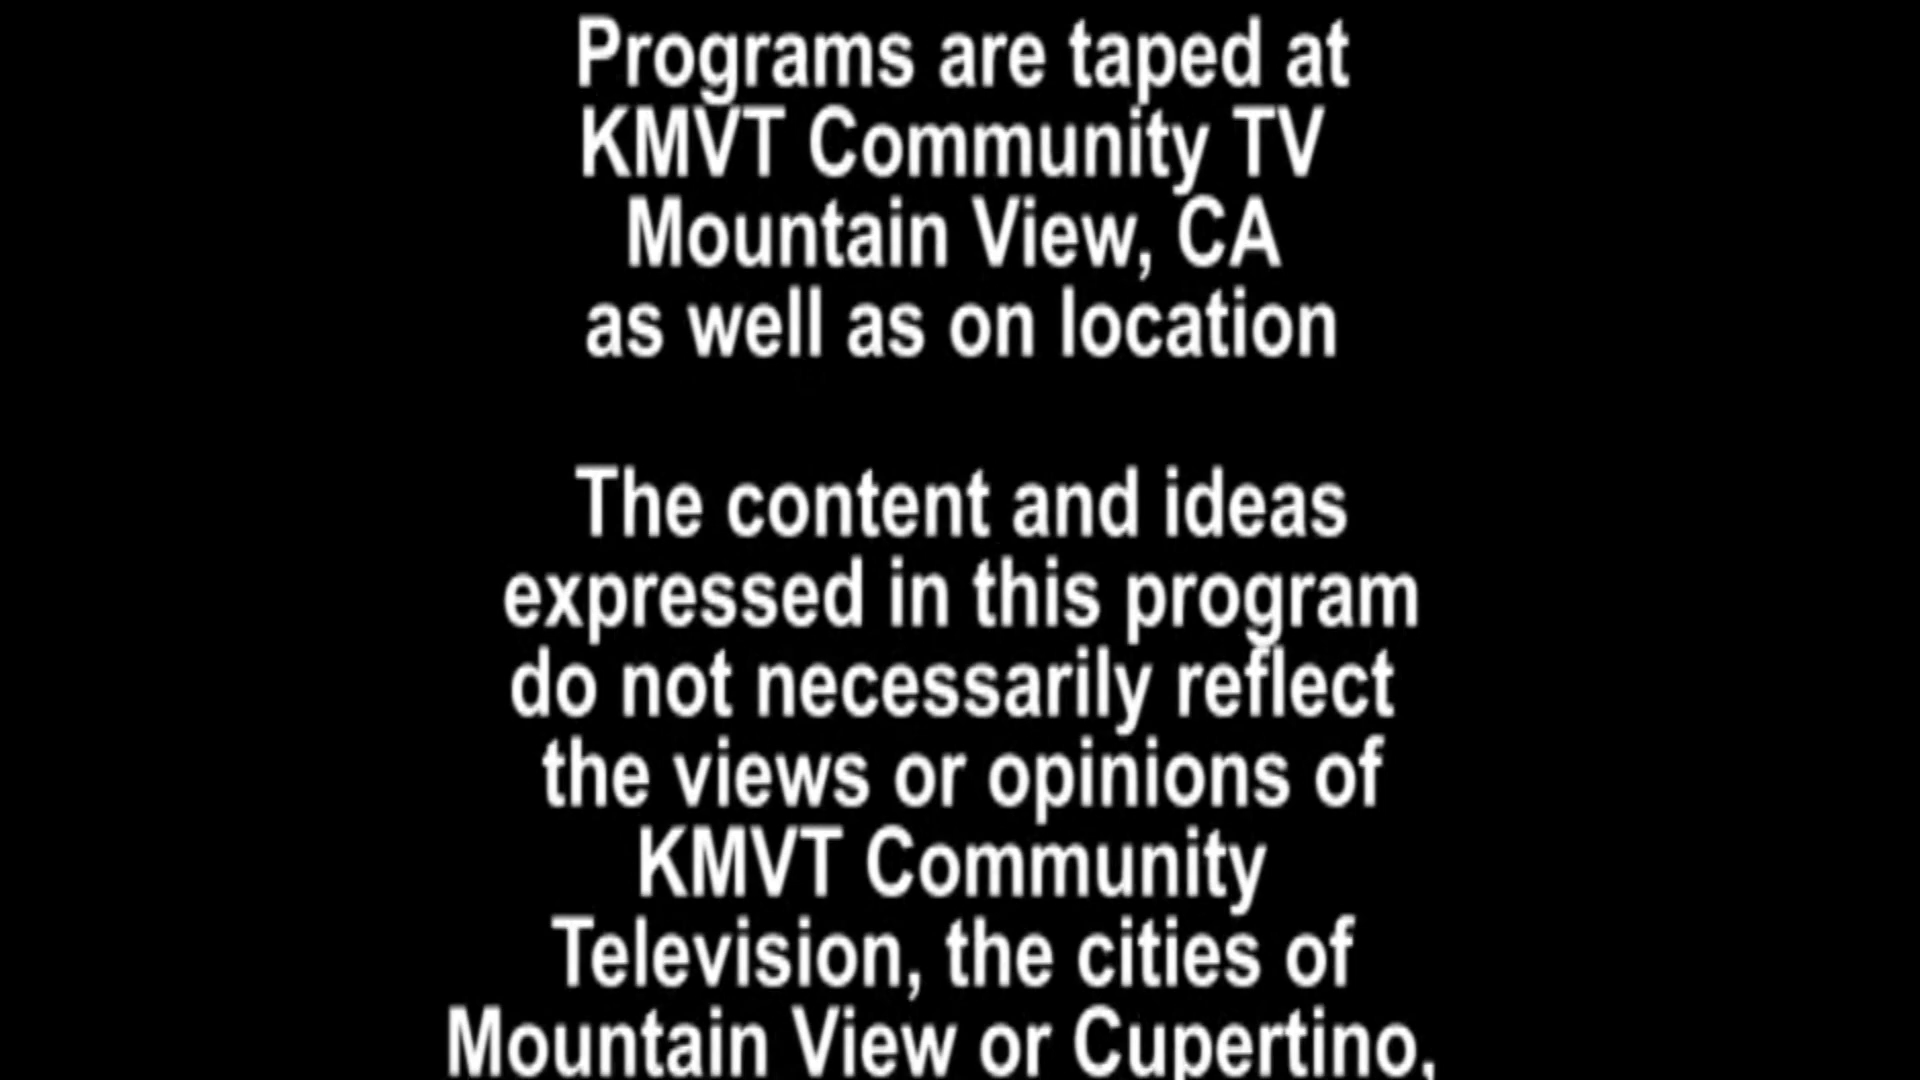 Programs are taped at
KMVT Community TV
Mountain View, CA
as well as on location
The content and ideas
expressed in this program
do not necessarily reflect
the views or opinions of
KMVT Community
Television, the cities of
Mountain View or Cupertino,